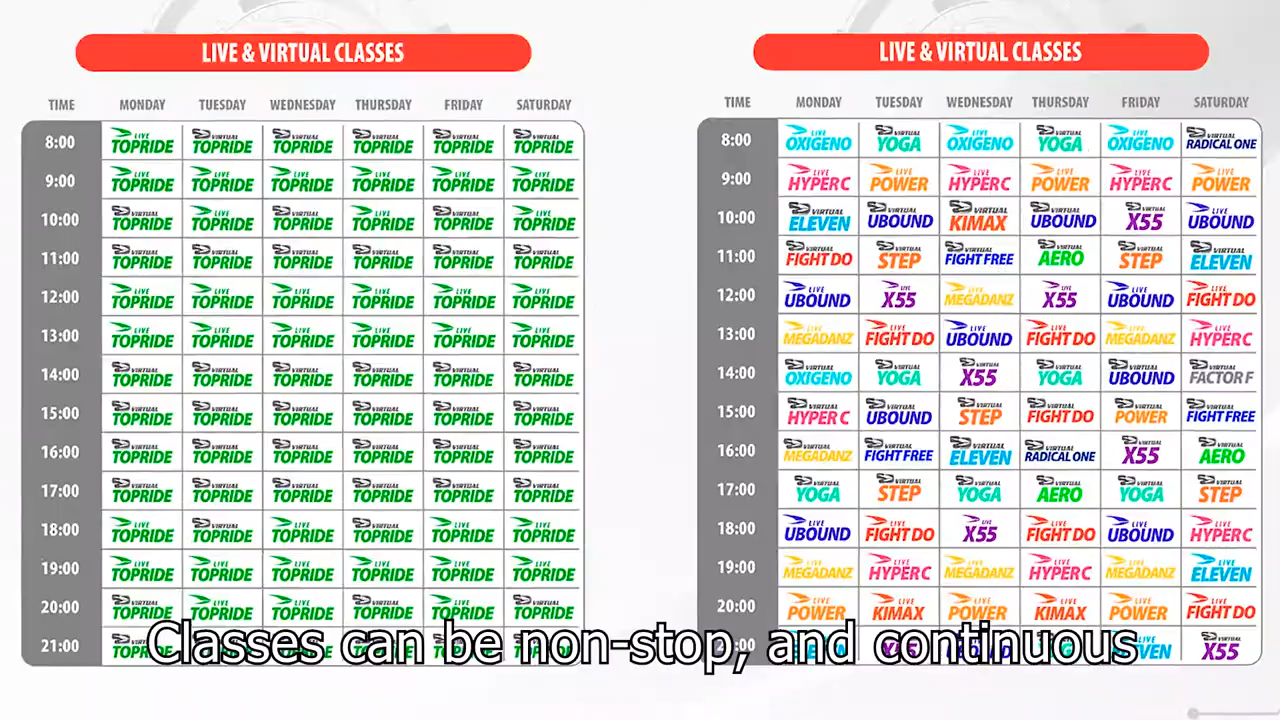 LIVE & VIRTUAL CLASSES
TIME MONDAY TUESDAY WEDNESDAY THURSDAY FRIDAY SATURDAY
8:00 LIVE TOPRIDE VIRTUAL TOPRIDE VIRTUAL TOPRIDE VIRTUAL TOPRIDE VIRTUAL TOPRIDE VIRTUAL TOPRIDE
9:00 LIVE TOPRIDE LIVE TOPRIDE LIVE TOPRIDE LIVE TOPRIDE LIVE TOPRIDE LIVE TOPRIDE
10:00 VIRTUAL TOPRIDE LIVE TOPRIDE VIRTUAL TOPRIDE LIVE TOPRIDE VIRTUAL TOPRIDE LIVE TOPRIDE
11:00 VIRTUAL TOPRIDE VIRTUAL TOPRIDE VIRTUAL TOPRIDE VIRTUAL TOPRIDE VIRTUAL TOPRIDE VIRTUAL TOPRIDE
12:00 LIVE TOPRIDE LIVE TOPRIDE LIVE TOPRIDE LIVE TOPRIDE LIVE TOPRIDE LIVE TOPRIDE
13:00 LIVE TOPRIDE LIVE TOPRIDE LIVE TOPRIDE LIVE TOPRIDE LIVE TOPRIDE LIVE TOPRIDE
14:00 VIRTUAL TOPRIDE VIRTUAL TOPRIDE VIRTUAL TOPRIDE VIRTUAL TOPRIDE VIRTUAL TOPRIDE VIRTUAL TOPRIDE
15:00 VIRTUAL TOPRIDE VIRTUAL TOPRIDE VIRTUAL TOPRIDE VIRTUAL TOPRIDE VIRTUAL TOPRIDE VIRTUAL TOPRIDE
16:00 VIRTUAL TOPRIDE VIRTUAL TOPRIDE VIRTUAL TOPRIDE VIRTUAL TOPRIDE VIRTUAL TOPRIDE VIRTUAL TOPRIDE
17:00 VIRTUAL TOPRIDE VIRTUAL TOPRIDE VIRTUAL TOPRIDE VIRTUAL TOPRIDE VIRTUAL TOPRIDE VIRTUAL TOPRIDE
18:00 LIVE TOPRIDE VIRTUAL TOPRIDE LIVE TOPRIDE VIRTUAL TOPRIDE LIVE TOPRIDE LIVE TOPRIDE
19:00 LIVE TOPRIDE LIVE TOPRIDE LIVE TOPRIDE LIVE TOPRIDE LIVE TOPRIDE LIVE TOPRIDE
20:00 VIRTUAL TOPRIDE LIVE TOPRIDE LIVE TOPRIDE VIRTUAL TOPRIDE LIVE TOPRIDE VIRTUAL TOPRIDE
21:00
LIVE & VIRTUAL CLASSES
TIME MONDAY TUESDAY WEDNESDAY THURSDAY FRIDAY SATURDAY
8:00 LIVE OXIGENO VIRTUAL YOGA LIVE OXIGENO VIRTUAL YOGA LIVE OXIGENO VIRTUAL RADICAL ONE
9:00 LIVE HYPER C LIVE POWER LIVE HYPER C LIVE POWER LIVE HYPER C LIVE POWER
10:00 VIRTUAL ELEVEN VIRTUAL UBOUND VIRTUAL KIMAX VIRTUAL UBOUND VIRTUAL X55 LIVE UBOUND
11:00 VIRTUAL FIGHT DO VIRTUAL STEP VIRTUAL FIGHT FREE VIRTUAL AERO VIRTUAL STEP VIRTUAL ELEVEN
12:00 LIVE UBOUND LIVE X55 LIVE MEGADANZ LIVE X55 LIVE UBOUND LIVE FIGHT DO
13:00 LIVE MEGADANZ LIVE FIGHT DO LIVE UBOUND LIVE FIGHT DO LIVE MEGADANZ LIVE HYPER C
14:00 VIRTUAL OXIGENO VIRTUAL YOGA VIRTUAL X55 VIRTUAL YOGA VIRTUAL UBOUND VIRTUAL FACTOR F
15:00 VIRTUAL HYPER C VIRTUAL UBOUND VIRTUAL STEP VIRTUAL FIGHT DO VIRTUAL POWER VIRTUAL FIGHT FREE
16:00 VIRTUAL MEGADANZ VIRTUAL FIGHT FREE VIRTUAL ELEVEN VIRTUAL RADICAL ONE VIRTUAL X55 VIRTUAL AERO
17:00 VIRTUAL YOGA VIRTUAL STEP VIRTUAL YOGA VIRTUAL AERO VIRTUAL YOGA VIRTUAL STEP
18:00 LIVE UBOUND LIVE FIGHT DO LIVE X55 LIVE FIGHT DO LIVE UBOUND LIVE HYPER C
19:00 LIVE MEGADANZ LIVE HYPER C LIVE MEGADANZ LIVE HYPER C LIVE MEGADANZ LIVE ELEVEN
20:00 LIVE POWER LIVE KIMAX LIVE POWER LIVE KIMAX LIVE POWER LIVE FIGHT DO
VIRTUAL X55
Classes can be non-stop, and continuous